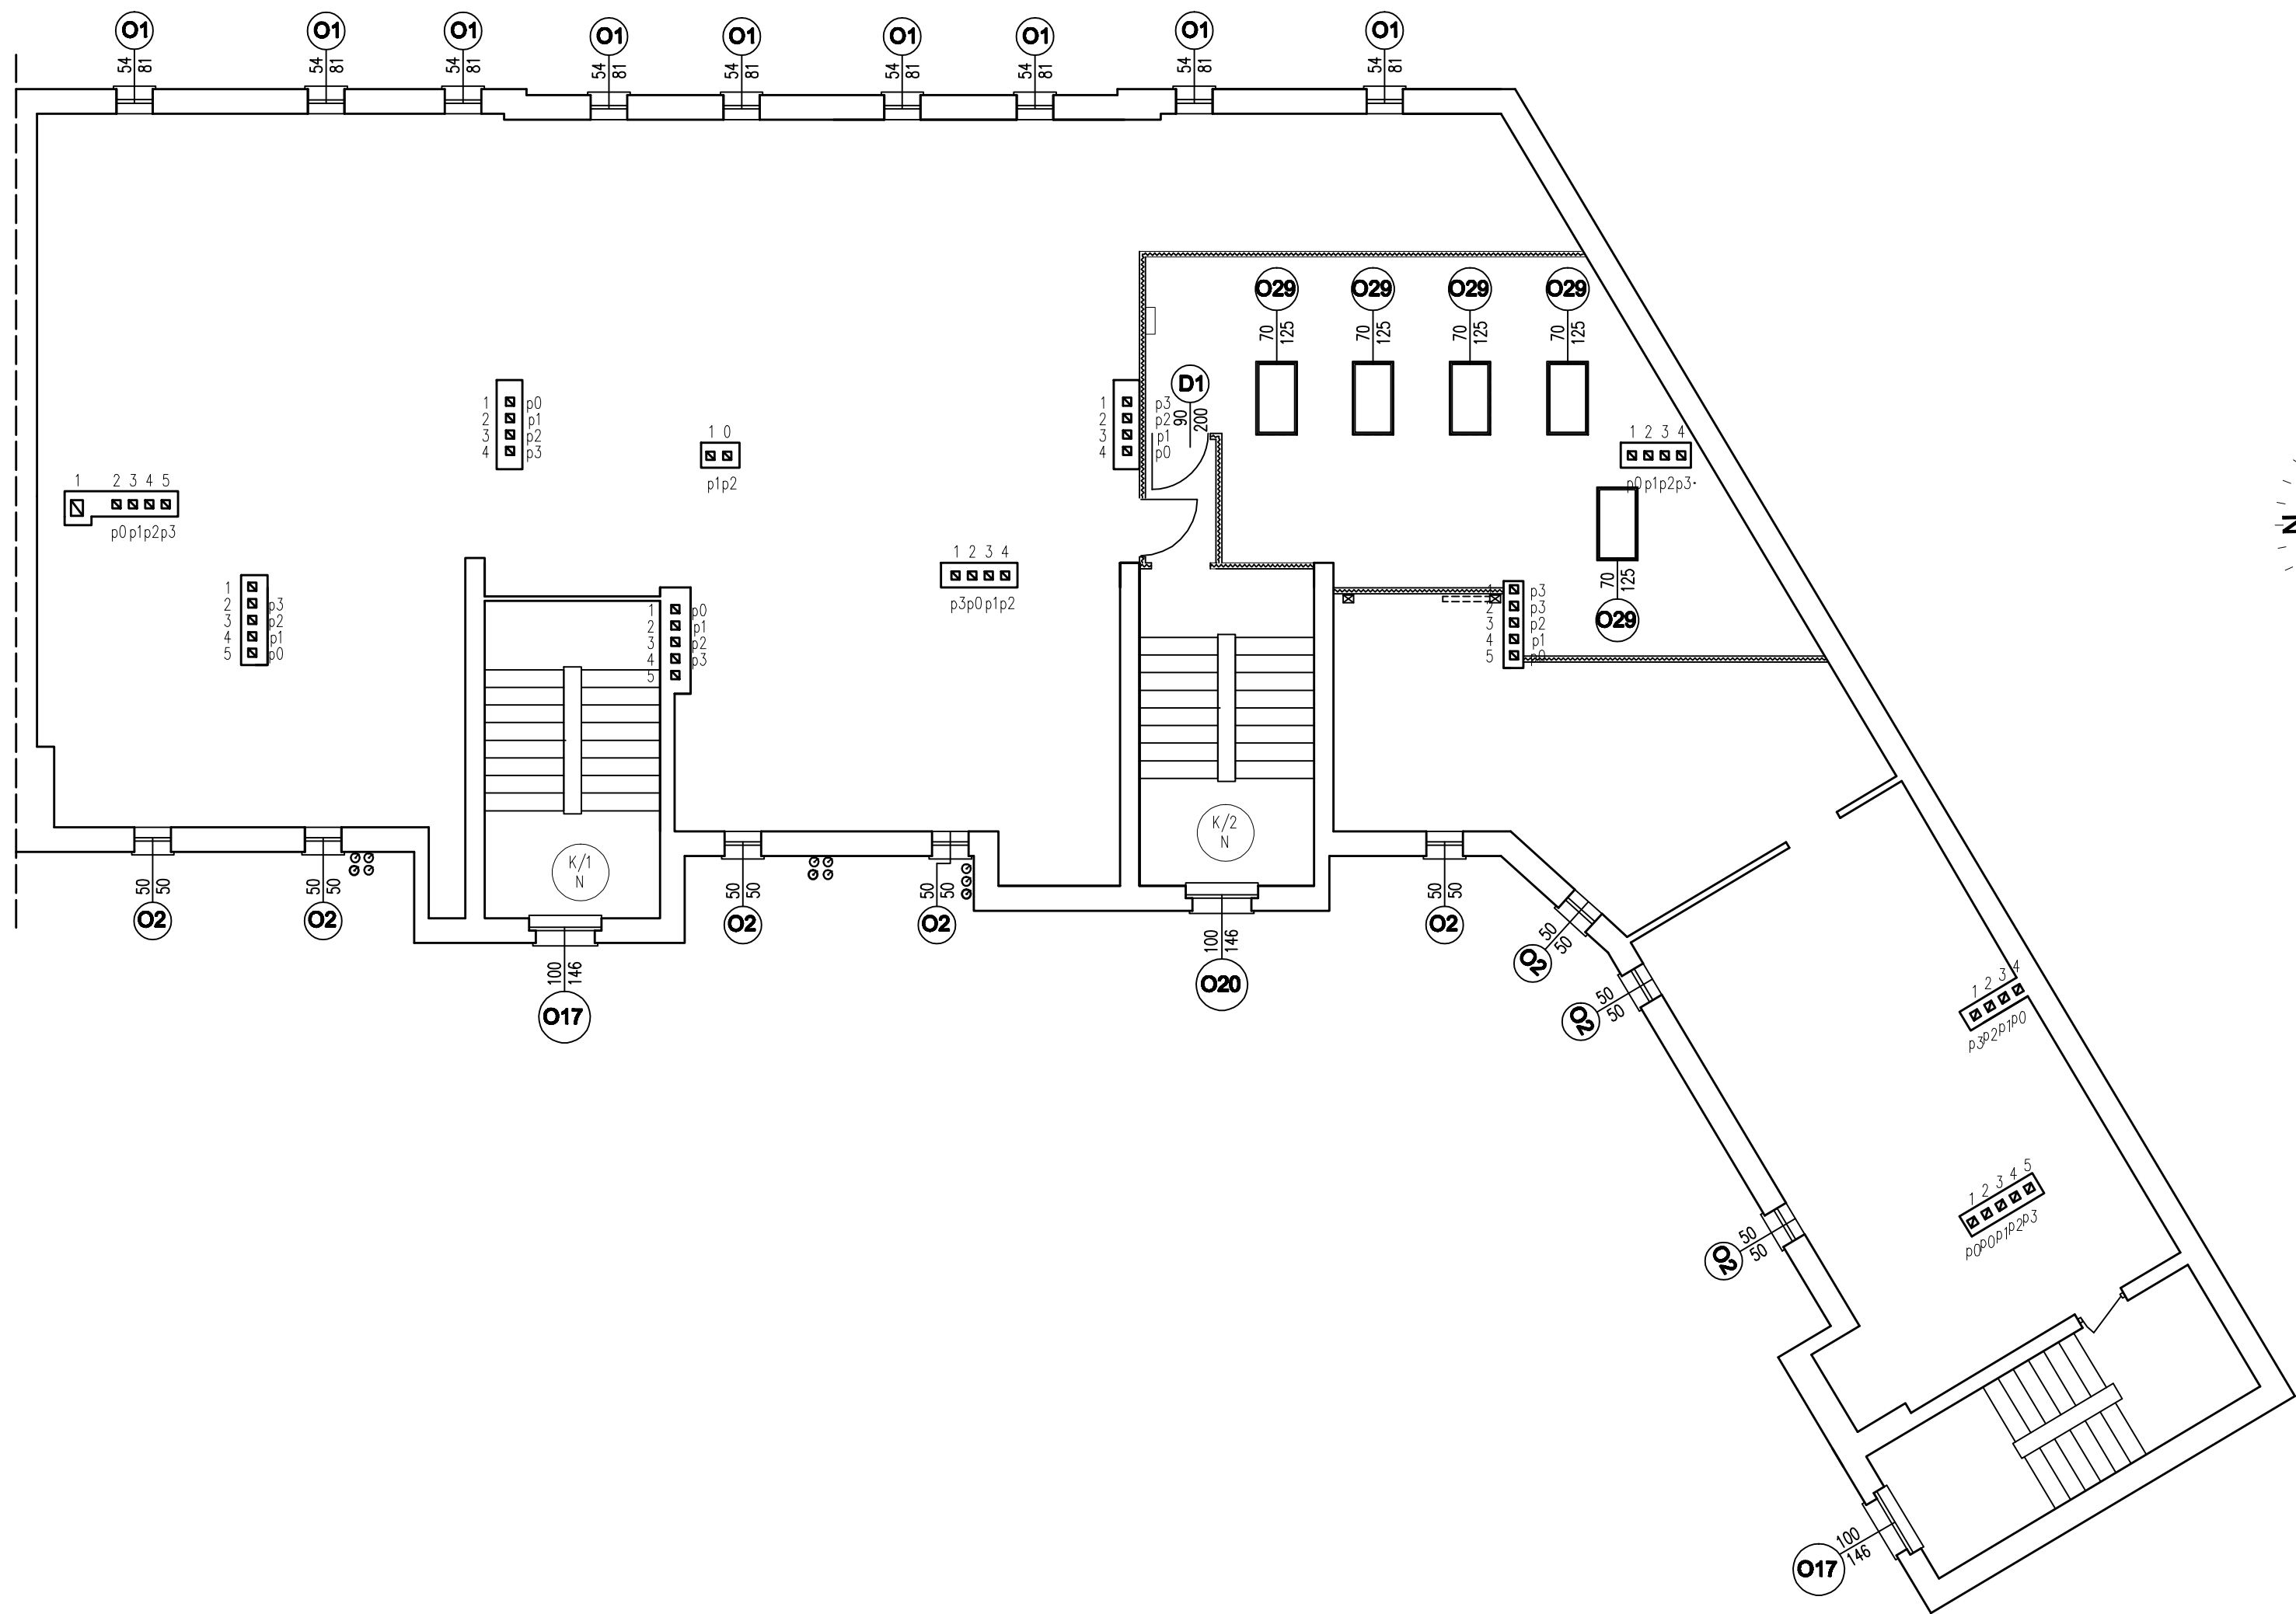 O1 O1 O1 O1 O1 O1 O1 O1 O1
54 81 54 81 54 81 54 81 54 81 54 81 54 81 54 81 54 81
O29 O29 O29 O29
70 125 70 125 70 125 70 125
D1
90 200
1 p0
2 p1
3 p2
4 p3
1 p3
2 p2
3 p1
4 p0
1 0
p1p2
1 2 3 4
p0p1p2p3
1 2 3 4 5
p0p1p2p3
N
1 2 3 4
p3p0p1p2
1
2 p3
3 p2
4 p1
5 p0
1 p0
2 p1
3 p2
4 p3
5
1 p3
2 p3
3 p2
4 p1
5 p0
70 125
O29
K/1
N
K/2
N
50 50 50 50 50 50 50 50 50 50
O2 O2 O2 O2 O2
50 50
O2
50 50
O2
100 146
O17
100 146
O20
1 2 3 4
p3p2p1p0
1 2 3 4 5
p0p0p1p2p3
50 50
O2
100 146
O17